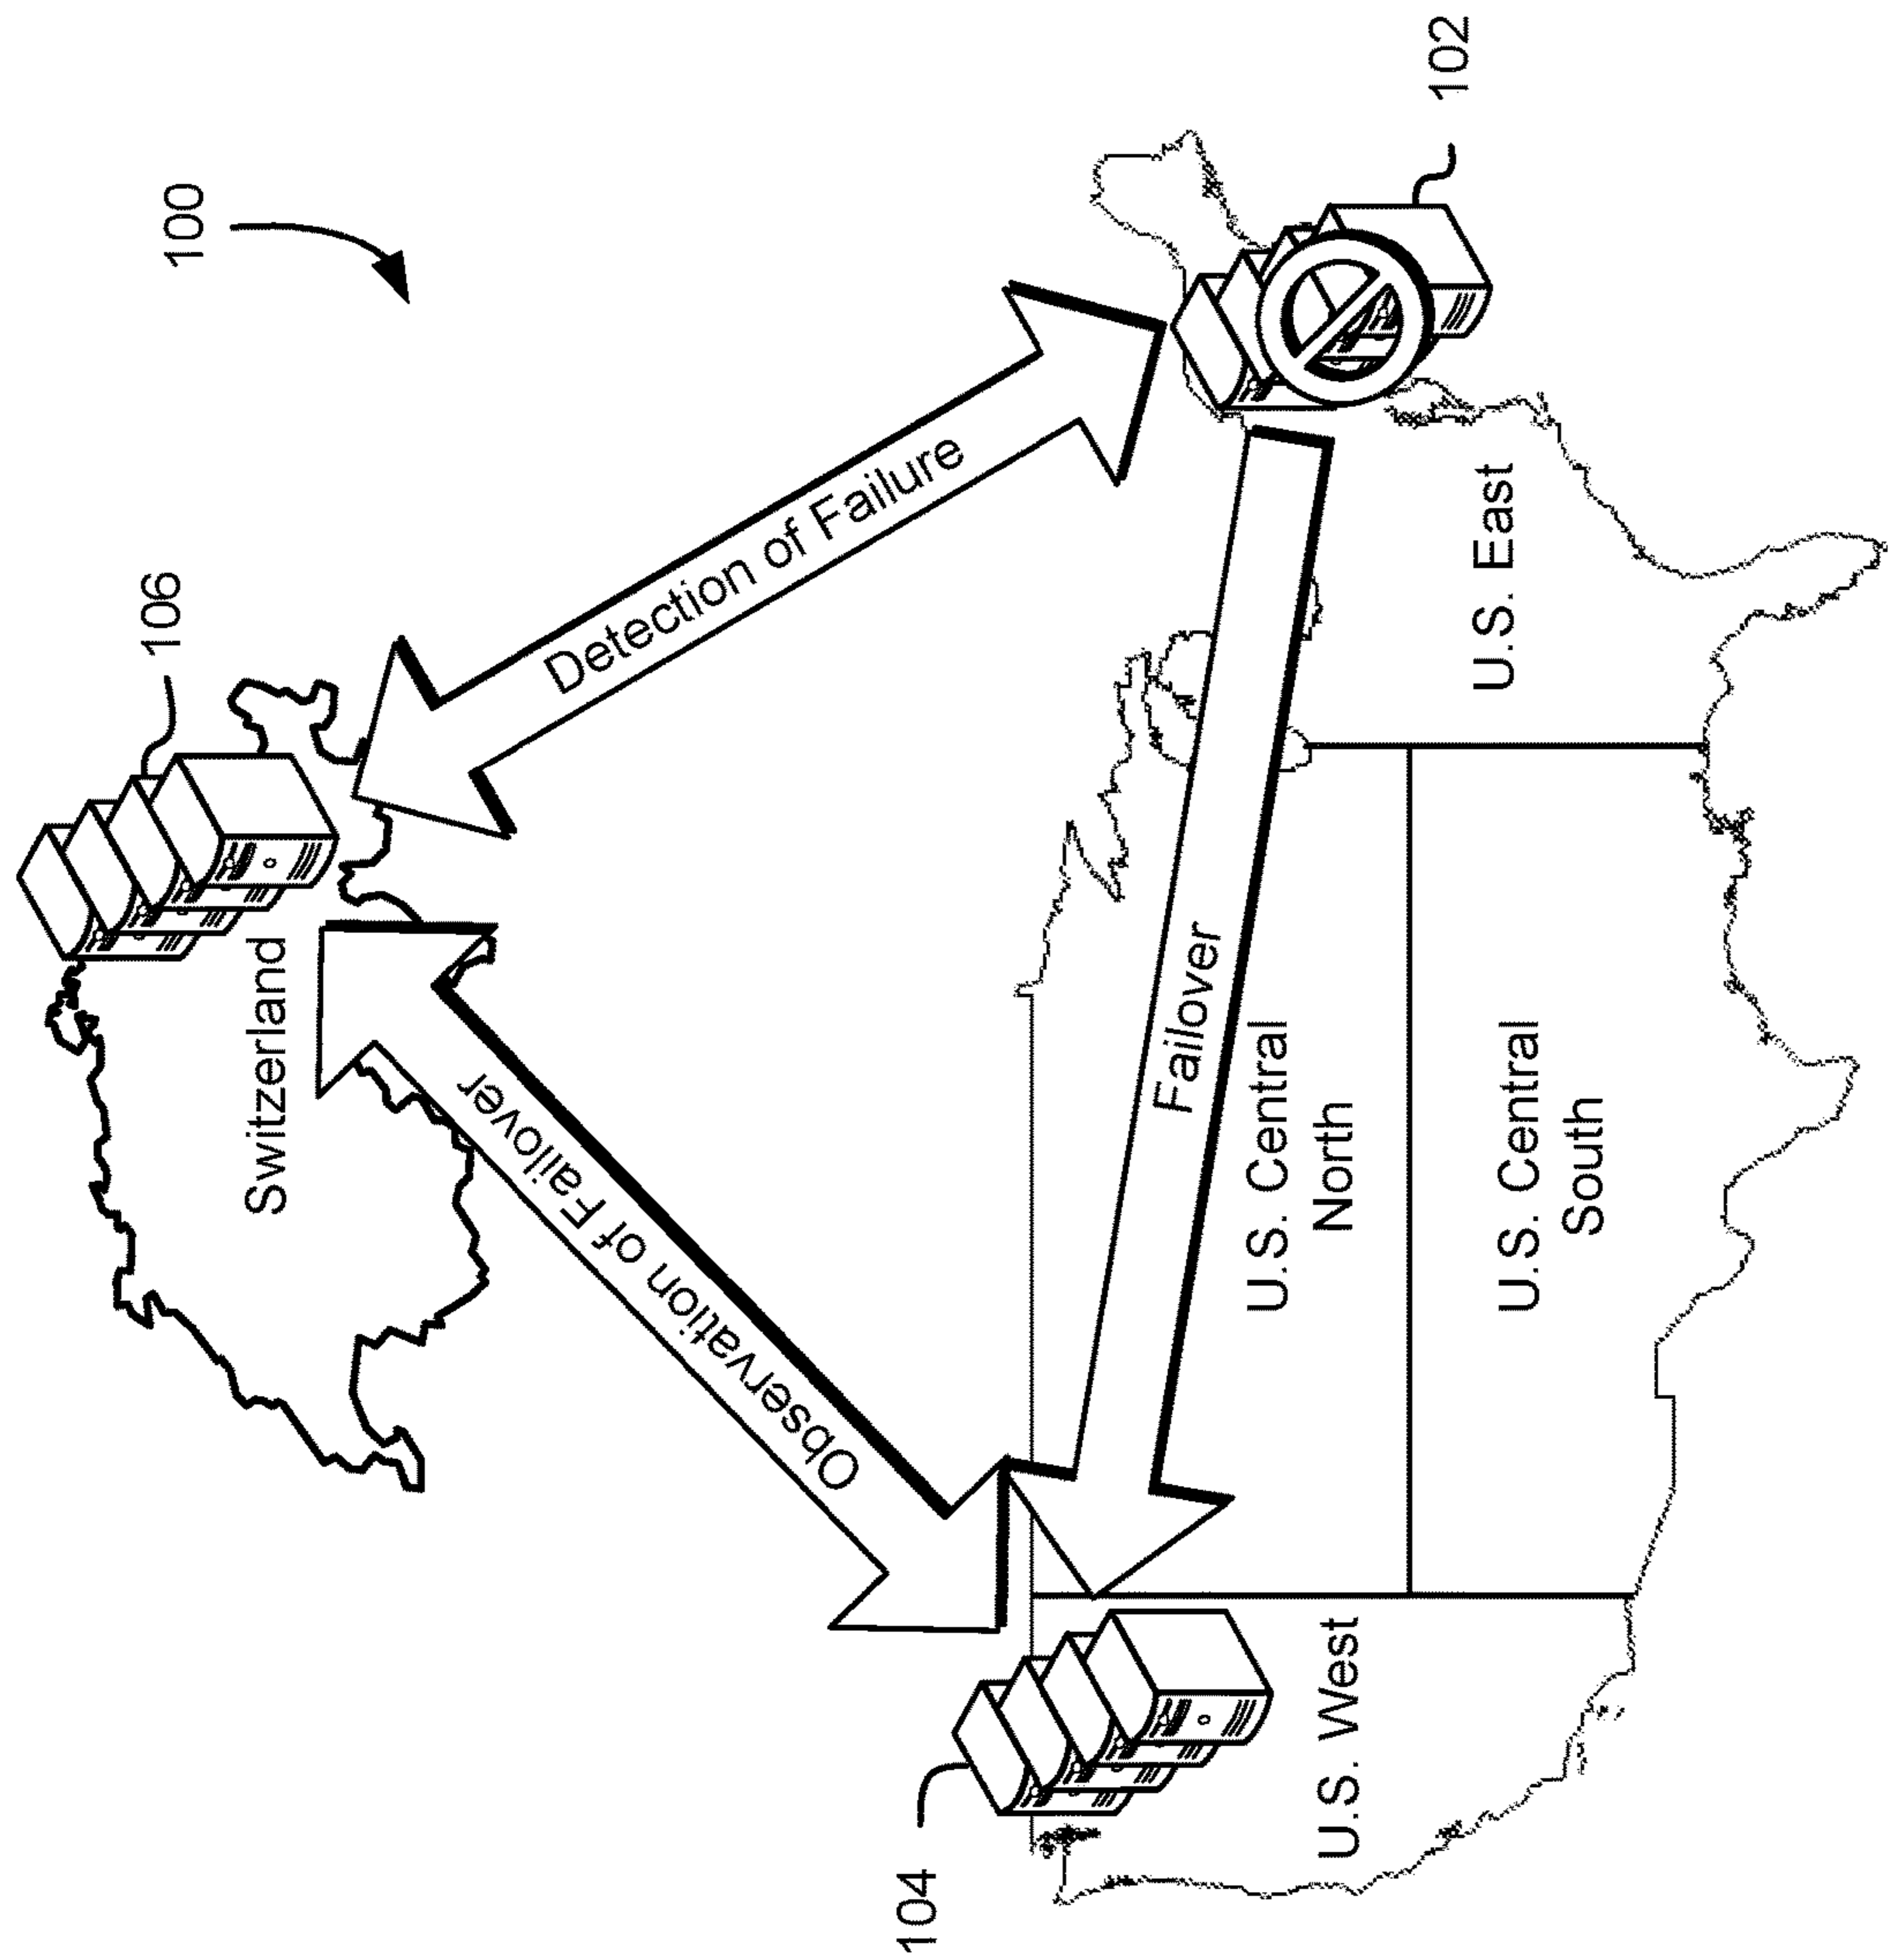 100
106
Switzerland
Detection of Failure
Observation of Failover
102
Failover
104
U.S. West
U.S. Central
North
U.S. Central
South
U.S. East